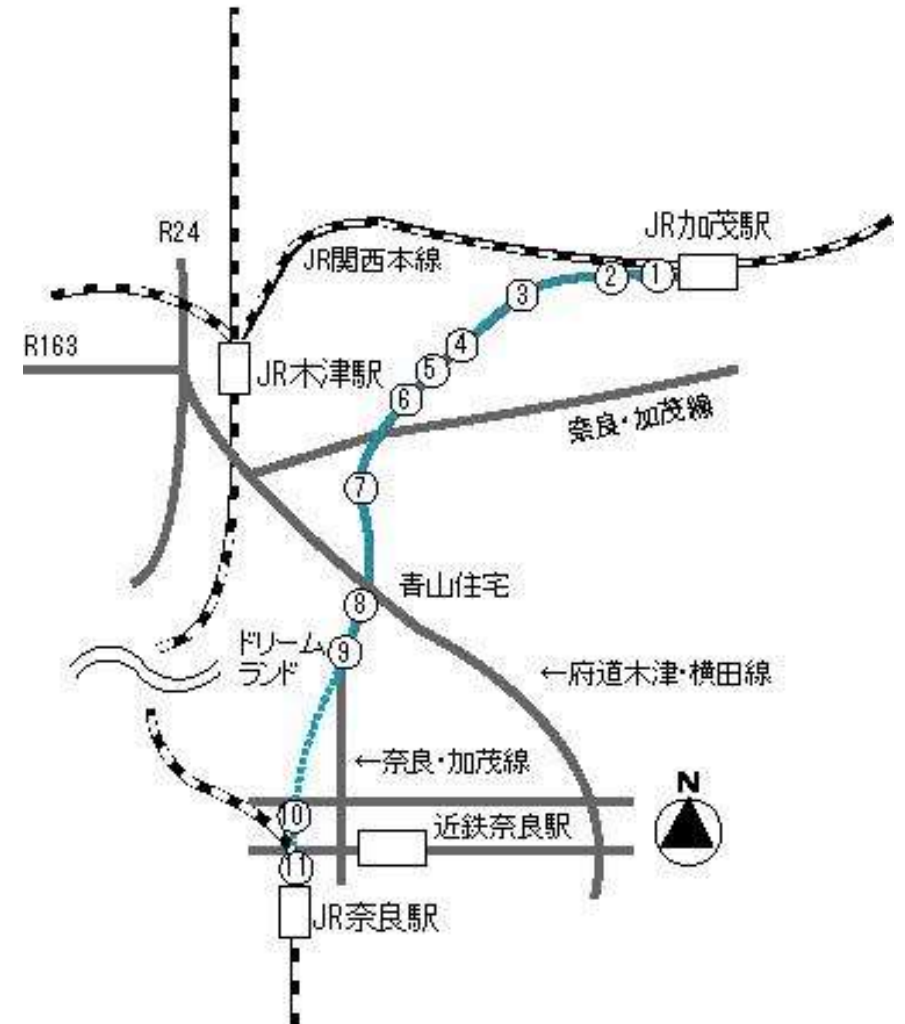 R24
JR加茂駅
JR関西本線
①
②
③
R163
JR木津駅
④
⑤
⑥
奈良・加茂線
⑦
青山住宅
⑧
ドリーム
ランド
⑨
←府道木津・横田線
←奈良・加茂線
N
⑩
近鉄奈良駅
⑪
JR奈良駅